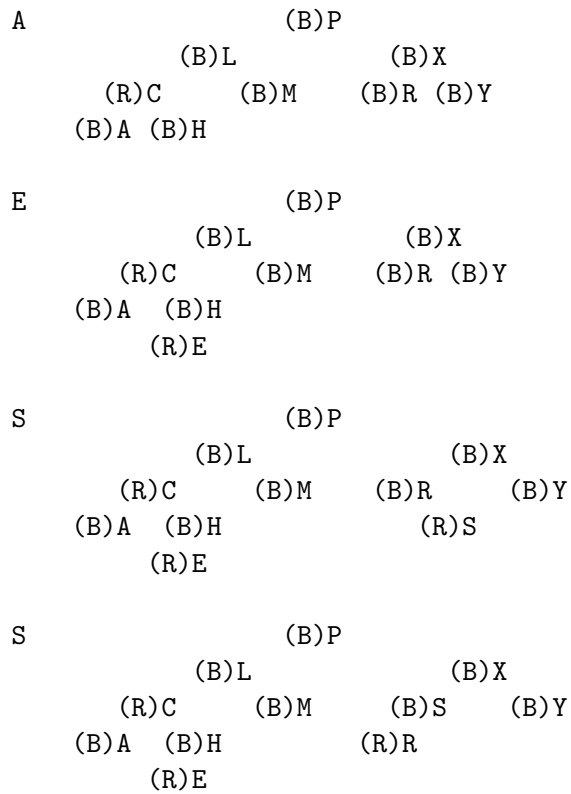 A (B)P
(B)L (B)X
(R)C (B)M (B)R (B)Y
(B)A (B)H
E (B)P
(B)L (B)X
(R)C (B)M (B)R (B)Y
(B)A (B)H
(R)E
S (B)P
(B)L (B)X
(R)C (B)M (B)R (B)Y
(B)A (B)H (R)S
(R)E
S (B)P
(B)L (B)X
(R)C (B)M (B)S (B)Y
(B)A (B)H (R)R
(R)E